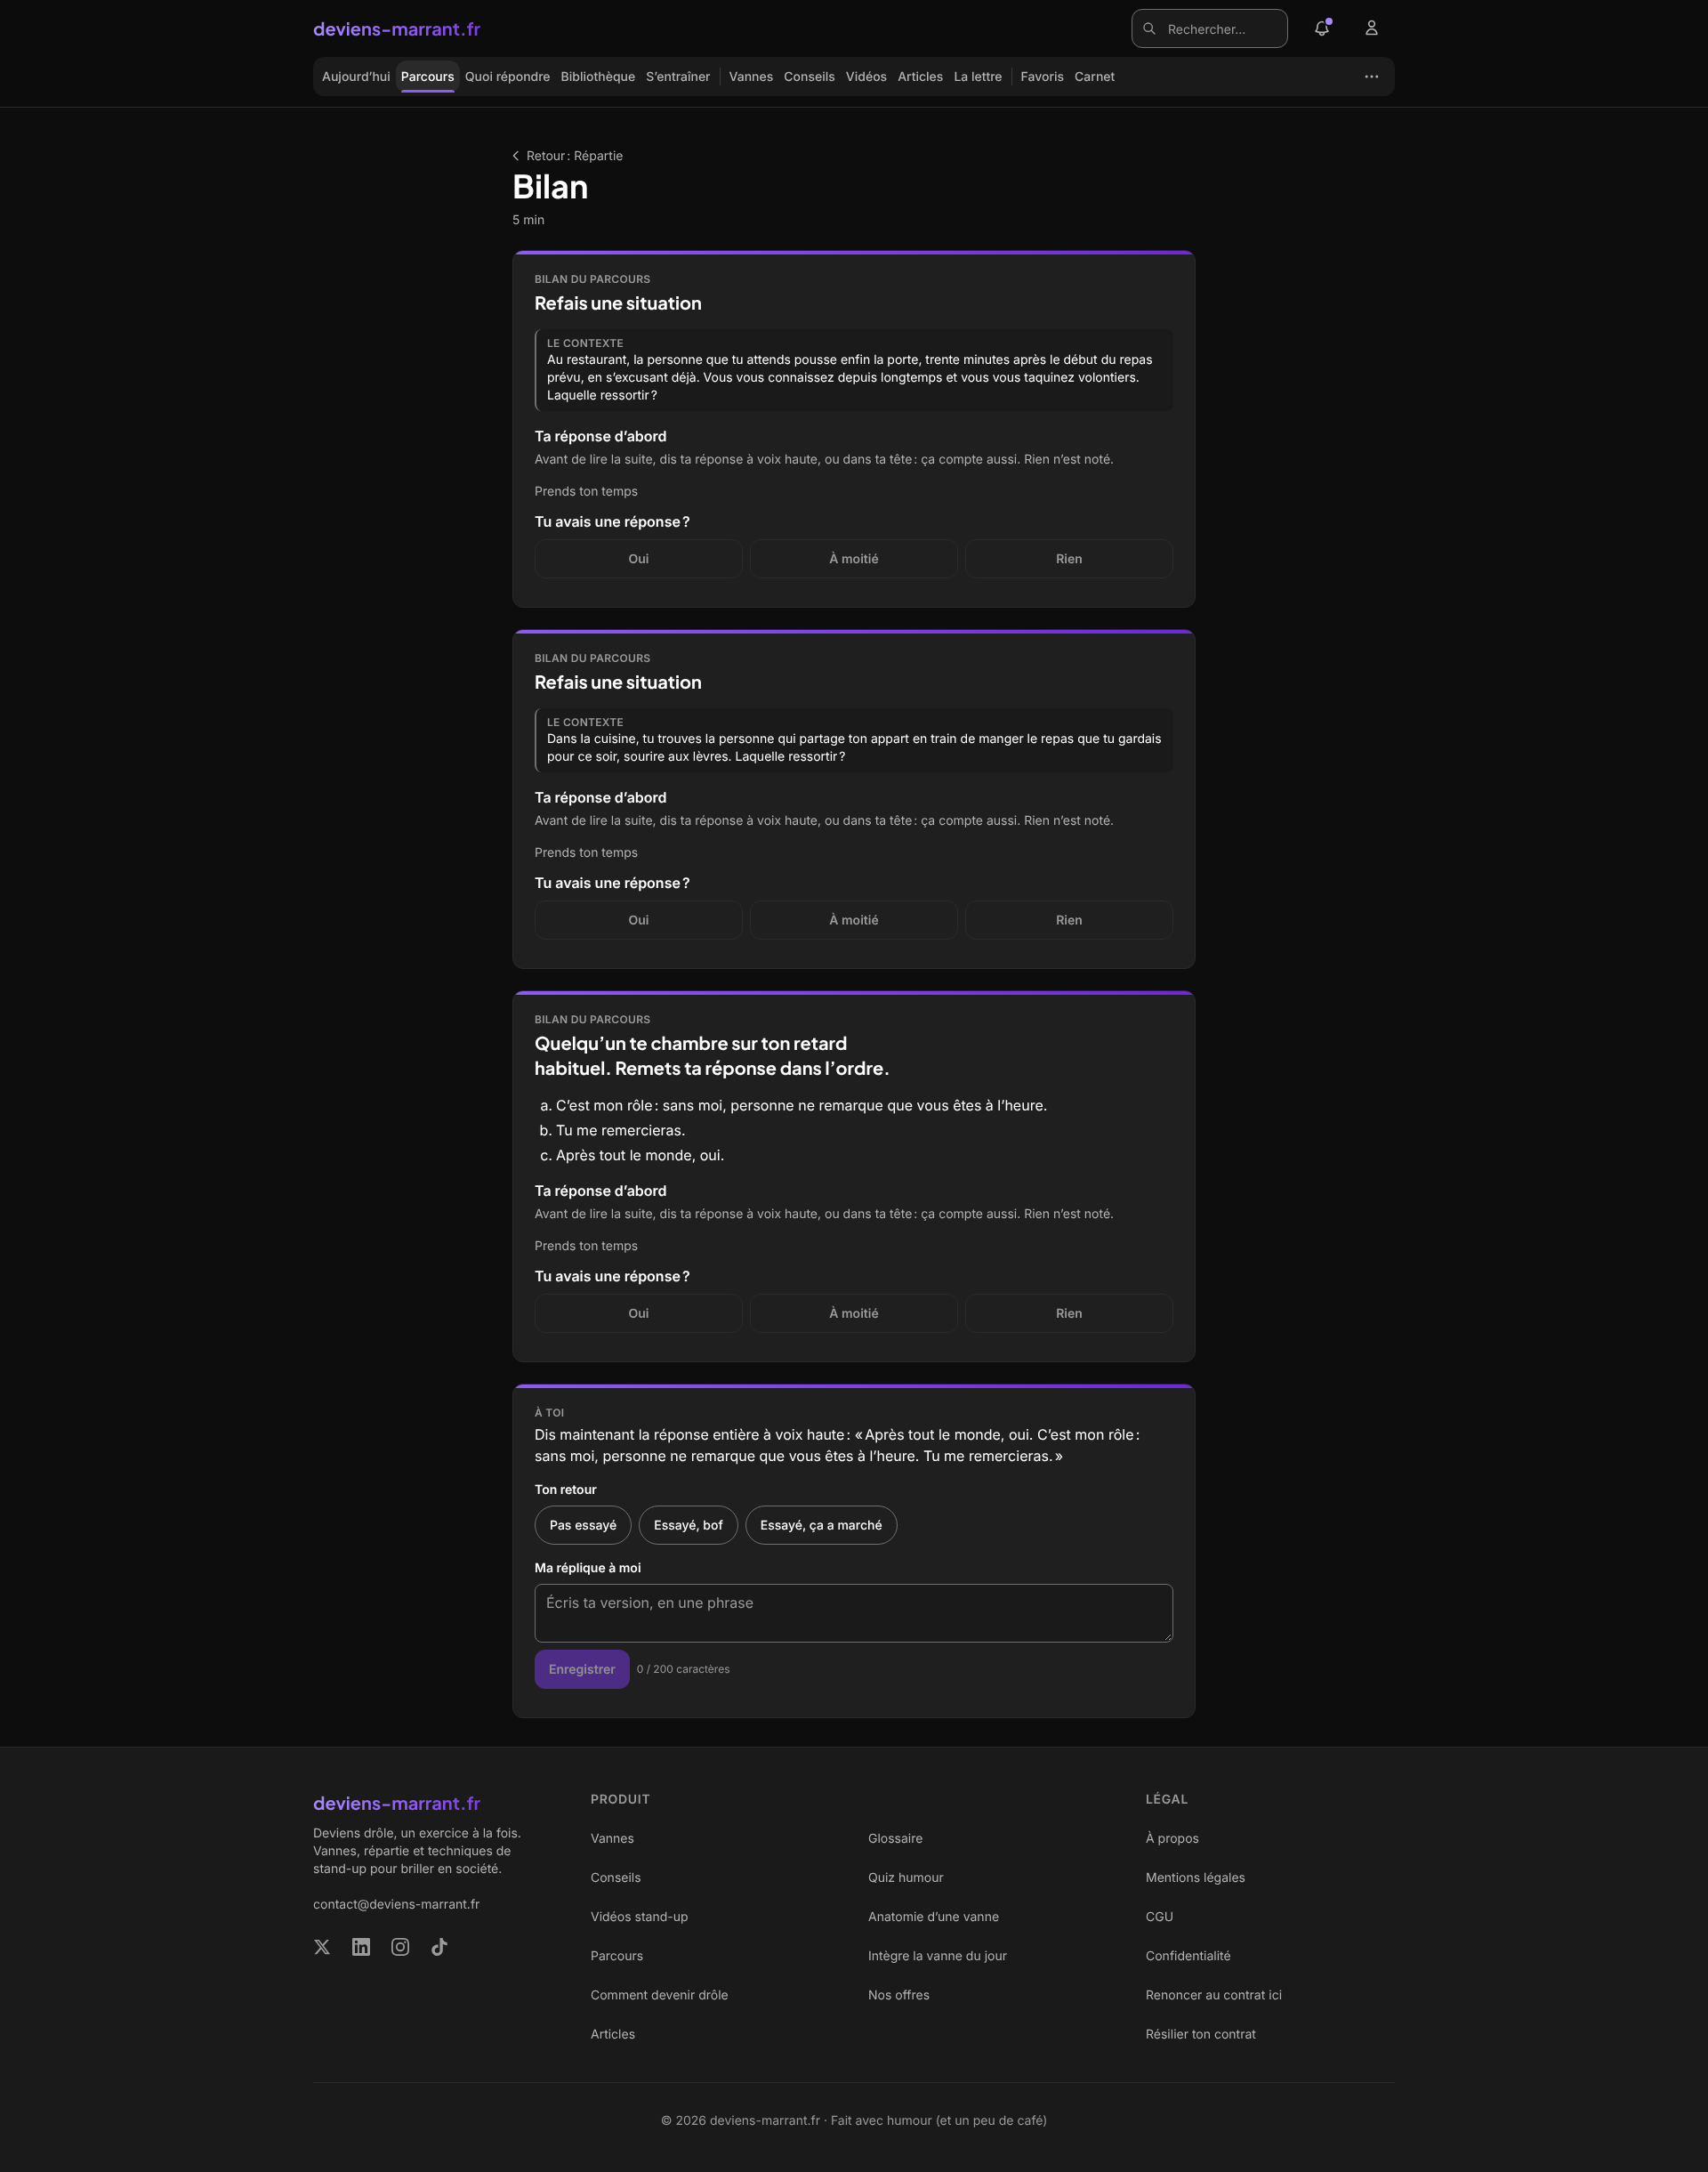 deviens-marrant.fr
Rechercher...
Aujourd’hui Parcours Quoi répondre Bibliothèque S’entraîner Vannes Conseils Vidéos Articles La lettre Favoris Carnet
Retour : Répartie
Bilan
5 min
BILAN DU PARCOURS
Refais une situation
LE CONTEXTE
Au restaurant, la personne que tu attends pousse enfin la porte, trente minutes après le début du repas
prévu, en s’excusant déjà. Vous vous connaissez depuis longtemps et vous vous taquinez volontiers.
Laquelle ressortir ?
Ta réponse d’abord
Avant de lire la suite, dis ta réponse à voix haute, ou dans ta tête : ça compte aussi. Rien n’est noté.
Prends ton temps
Tu avais une réponse ?
Oui À moitié Rien
BILAN DU PARCOURS
Refais une situation
LE CONTEXTE
Dans la cuisine, tu trouves la personne qui partage ton appart en train de manger le repas que tu gardais
pour ce soir, sourire aux lèvres. Laquelle ressortir ?
Ta réponse d’abord
Avant de lire la suite, dis ta réponse à voix haute, ou dans ta tête : ça compte aussi. Rien n’est noté.
Prends ton temps
Tu avais une réponse ?
Oui À moitié Rien
BILAN DU PARCOURS
Quelqu’un te chambre sur ton retard
habituel. Remets ta réponse dans l’ordre.
a. C’est mon rôle : sans moi, personne ne remarque que vous êtes à l’heure.
b. Tu me remercieras.
c. Après tout le monde, oui.
Ta réponse d’abord
Avant de lire la suite, dis ta réponse à voix haute, ou dans ta tête : ça compte aussi. Rien n’est noté.
Prends ton temps
Tu avais une réponse ?
Oui À moitié Rien
À TOI
Dis maintenant la réponse entière à voix haute : « Après tout le monde, oui. C’est mon rôle :
sans moi, personne ne remarque que vous êtes à l’heure. Tu me remercieras. »
Ton retour
Pas essayé Essayé, bof Essayé, ça a marché
Ma réplique à moi
Écris ta version, en une phrase
Enregistrer 0 / 200 caractères
deviens-marrant.fr
Deviens drôle, un exercice à la fois.
Vannes, répartie et techniques de
stand-up pour briller en société.
contact@deviens-marrant.fr
PRODUIT
Vannes
Conseils
Vidéos stand-up
Parcours
Comment devenir drôle
Articles
Glossaire
Quiz humour
Anatomie d’une vanne
Intègre la vanne du jour
Nos offres
LÉGAL
À propos
Mentions légales
CGU
Confidentialité
Renoncer au contrat ici
Résilier ton contrat
© 2026 deviens-marrant.fr · Fait avec humour (et un peu de café)